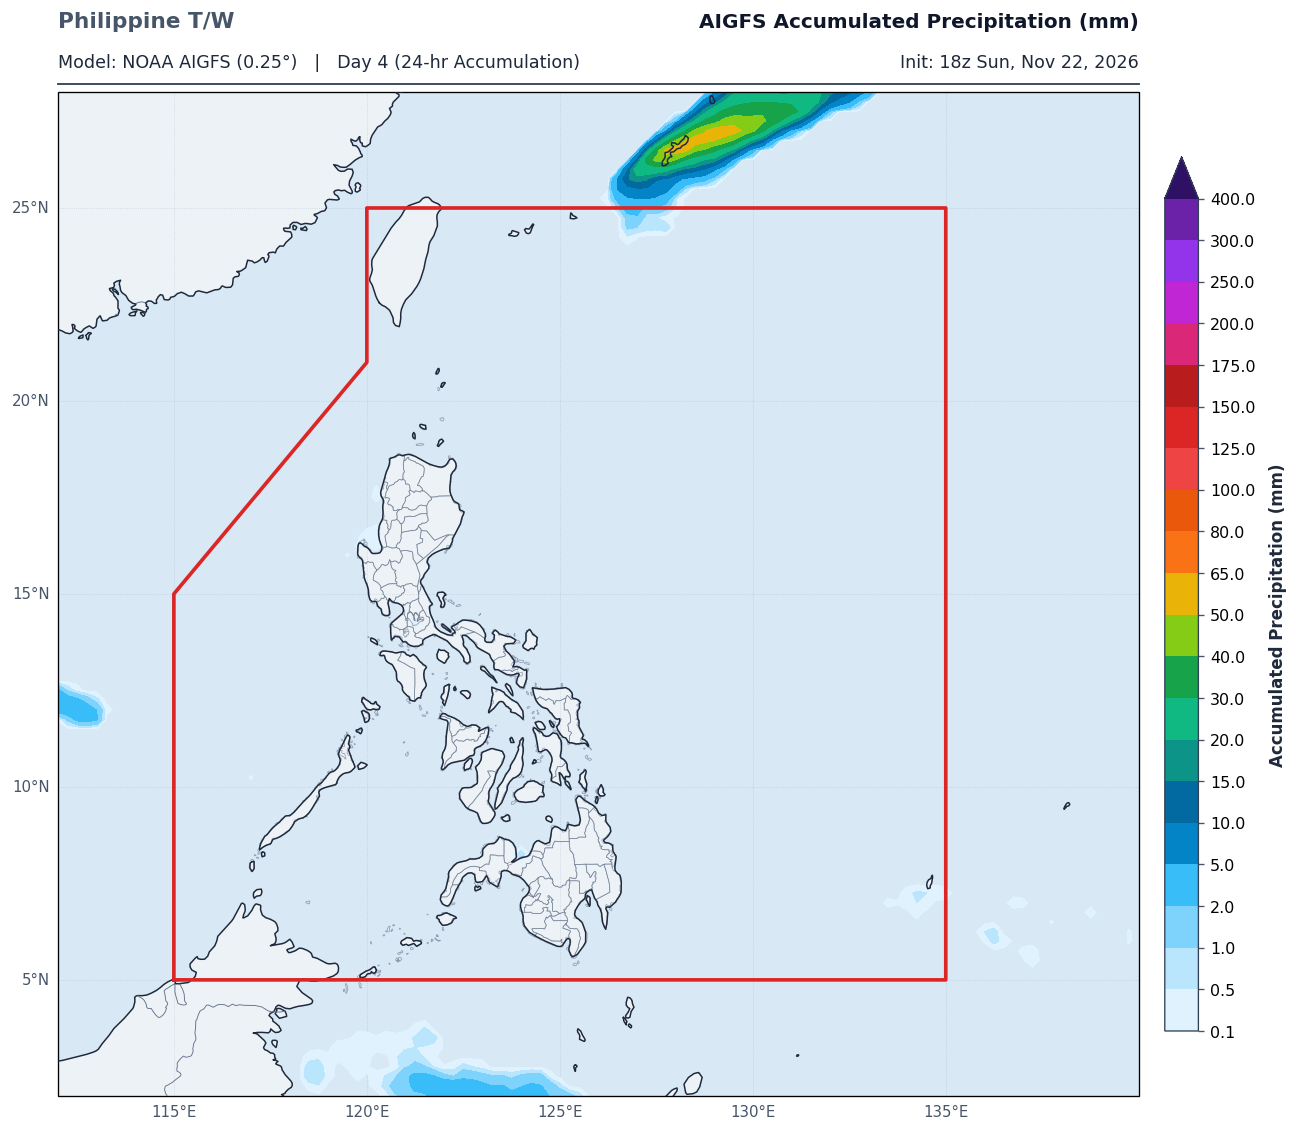 Philippine T/W
AIGFS Accumulated Precipitation (mm)
Model: NOAA AIGFS (0.25°)   |   Day 4 (24-hr Accumulation)
Init: 18z Sun, Nov 22, 2026
25°N
20°N
15°N
10°N
5°N
115°E
120°E
125°E
130°E
135°E
400.0
300.0
250.0
200.0
175.0
150.0
125.0
100.0
80.0
65.0
50.0
40.0
30.0
20.0
15.0
10.0
5.0
2.0
1.0
0.5
0.1
Accumulated Precipitation (mm)